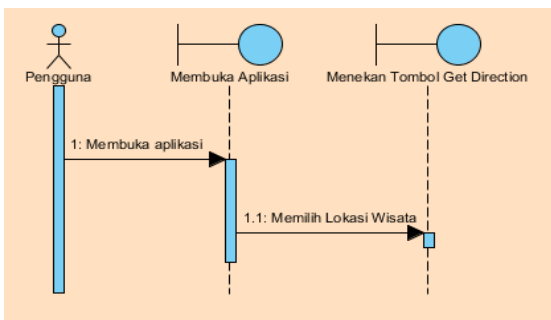 Pengguna
Membuka Aplikasi
Menekan Tombol Get Direction
1: Membuka aplikasi
1.1: Memilih Lokasi Wisata